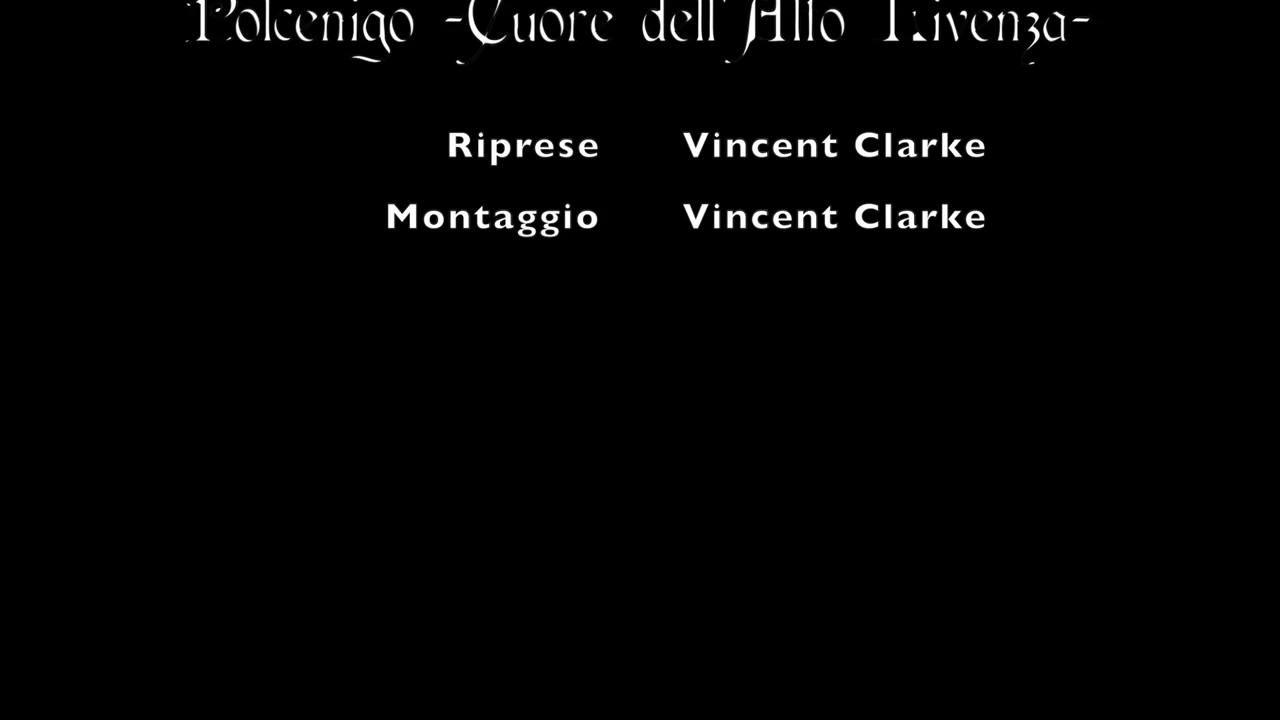 Polcenigo -Cuore dell'Alto Livenza-
Riprese Vincent Clarke
Montaggio Vincent Clarke